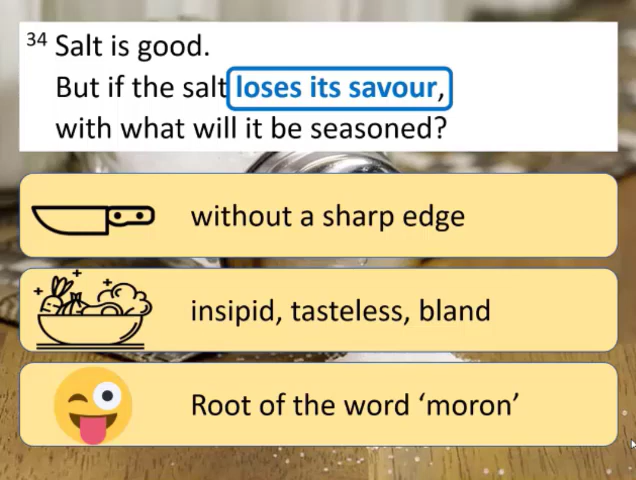 34 Salt is good.
But if the salt loses its savour,
with what will it be seasoned?
without a sharp edge
insipid, tasteless, bland
Root of the word ‘moron’